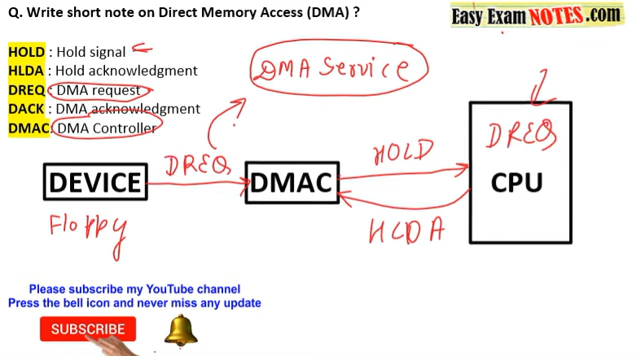 Q. Write short note on Direct Memory Access (DMA) ?
Easy Exam NOTES.com
HOLD : Hold signal
HLDA : Hold acknowledgment
DREQ : DMA request
DACK : DMA acknowledgment
DMAC: DMA Controller
DMA Service
DREQ
HOLD
DREQ
DEVICE
DMAC
CPU
Floppy
HLDA
Please subscribe my YouTube channel
Press the bell icon and never miss any update
SUBSCRIBE